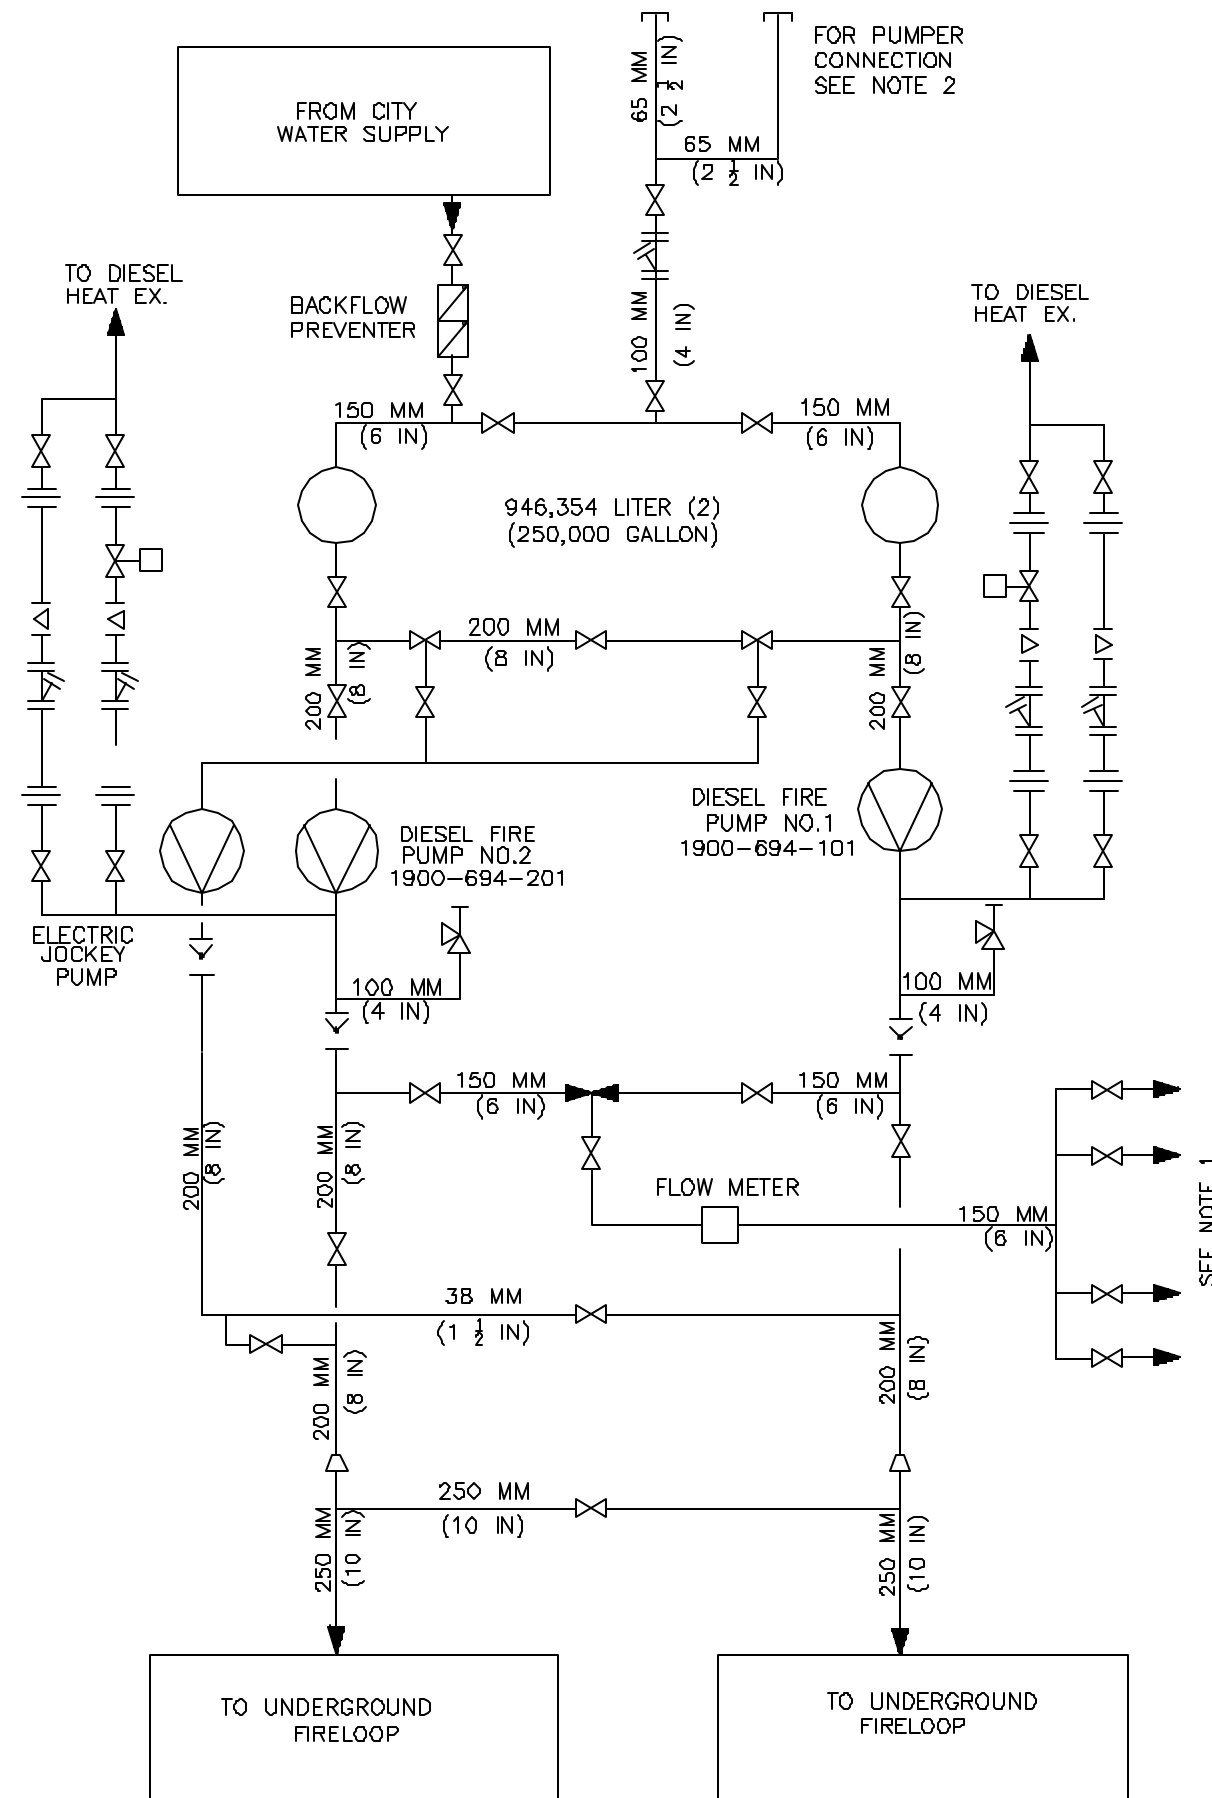 FOR PUMPER
CONNECTION
SEE NOTE 2
65 MM
(2 1/2 IN)
65 MM
(2 1/2 IN)
FROM CITY
WATER SUPPLY
TO DIESEL
HEAT EX.
BACKFLOW
PREVENTER
100 MM
(4 IN)
TO DIESEL
HEAT EX.
150 MM
(6 IN)
150 MM
(6 IN)
946,354 LITER (2)
(250,000 GALLON)
200 MM
(8 IN)
200 MM
(8 IN)
200 MM
(8 IN)
DIESEL FIRE
PUMP NO.1
1900-694-101
DIESEL FIRE
PUMP NO.2
1900-694-201
ELECTRIC
JOCKEY
PUMP
100 MM
(4 IN)
100 MM
(4 IN)
150 MM
(6 IN)
150 MM
(6 IN)
200 MM
(8 IN)
200 MM
(8 IN)
FLOW METER
150 MM
(6 IN)
SEE NOTE 1
38 MM
(1 1/2 IN)
200 MM
(8 IN)
200 MM
(8 IN)
250 MM
(10 IN)
250 MM
(10 IN)
250 MM
(10 IN)
TO UNDERGROUND
FIRELOOP
TO UNDERGROUND
FIRELOOP